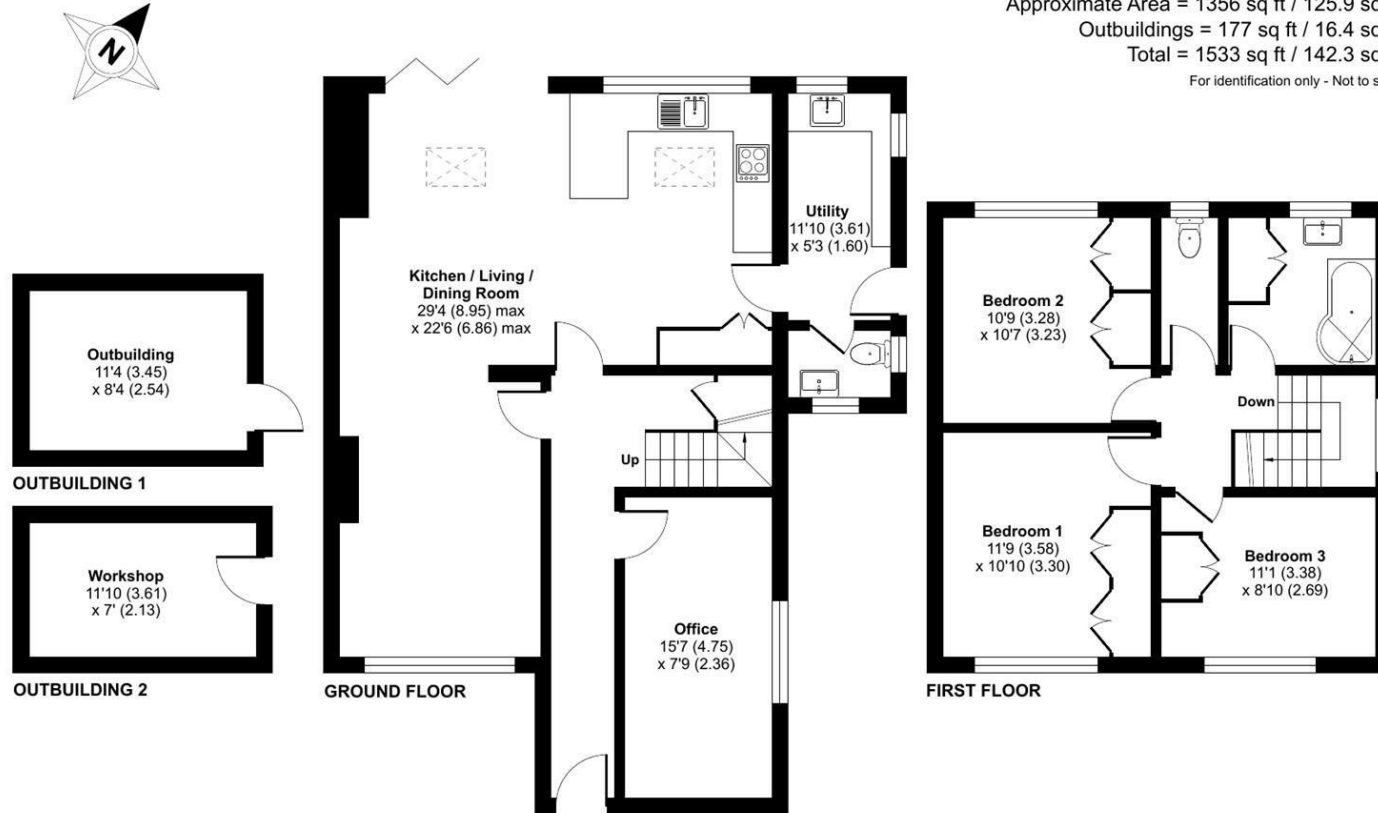 Approximate Area = 1356 sq ft / 125.9 sq
Outbuildings = 177 sq ft / 16.4 sq
Total = 1533 sq ft / 142.3 sq
For identification only - Not to s
N
Kitchen / Living /
Dining Room
29'4 (8.95) max
x 22'6 (6.86) max
Utility
11'10 (3.61)
x 5'3 (1.60)
Up
Office
15'7 (4.75)
x 7'9 (2.36)
GROUND FLOOR
Outbuilding
11'4 (3.45)
x 8'4 (2.54)
OUTBUILDING 1
Workshop
11'10 (3.61)
x 7' (2.13)
OUTBUILDING 2
Bedroom 2
10'9 (3.28)
x 10'7 (3.23)
Down
Bedroom 1
11'9 (3.58)
x 10'10 (3.30)
Bedroom 3
11'1 (3.38)
x 8'10 (2.69)
FIRST FLOOR